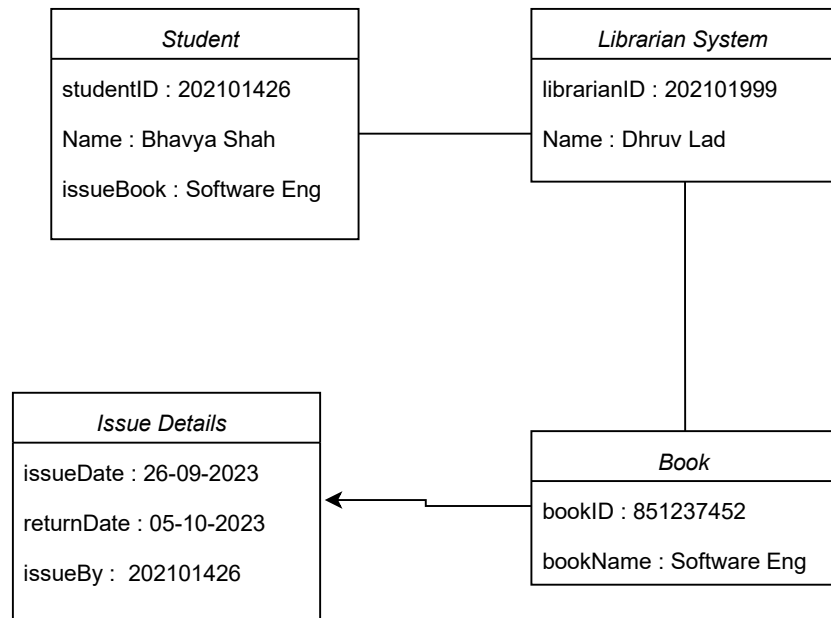 Student
studentID : 202101426
Name : Bhavya Shah
issueBook : Software Eng
Librarian System
librarianID : 202101999
Name : Dhruv Lad
Issue Details
issueDate : 26-09-2023
returnDate : 05-10-2023
issueBy :  202101426
Book
bookID : 851237452
bookName : Software Eng